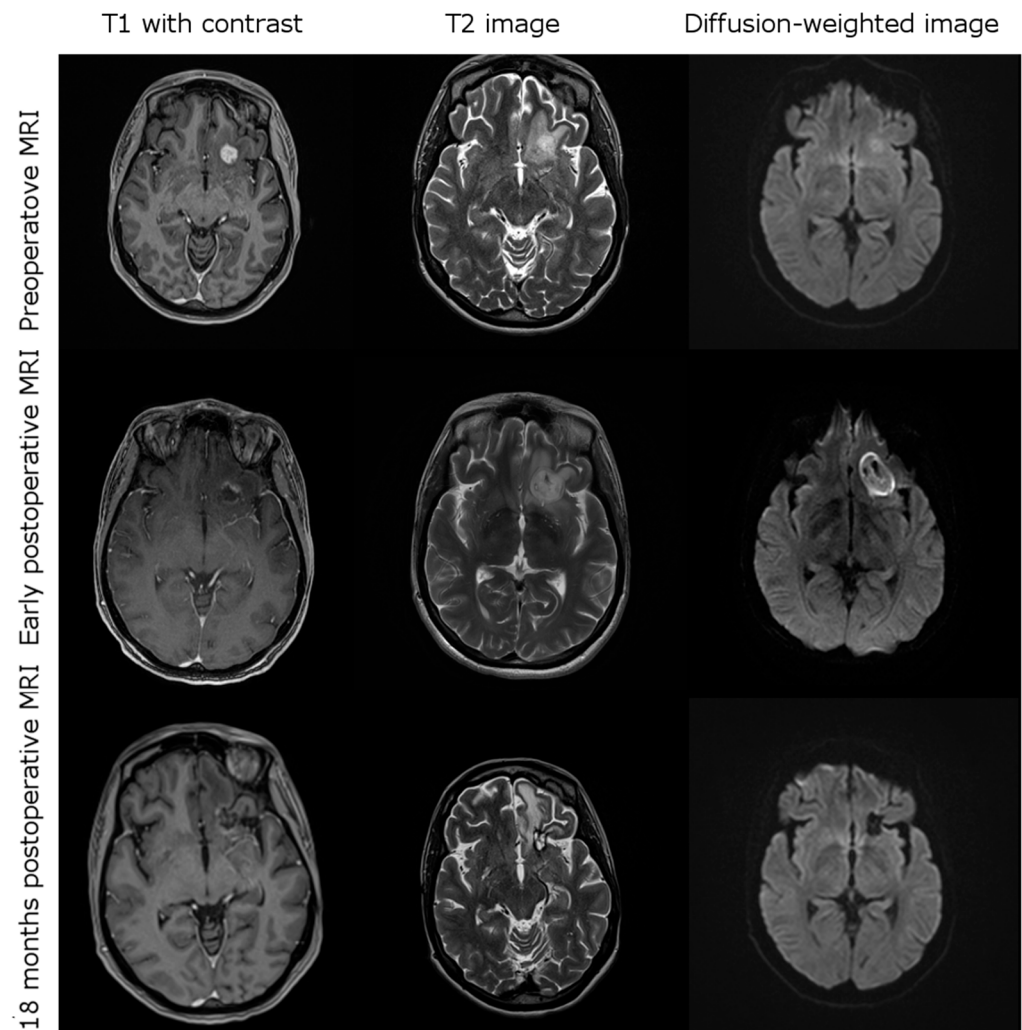 T1 with contrast
T2 image
Diffusion-weighted image
Preoperatove MRI
Early postoperative MRI
18 months postoperative MRI